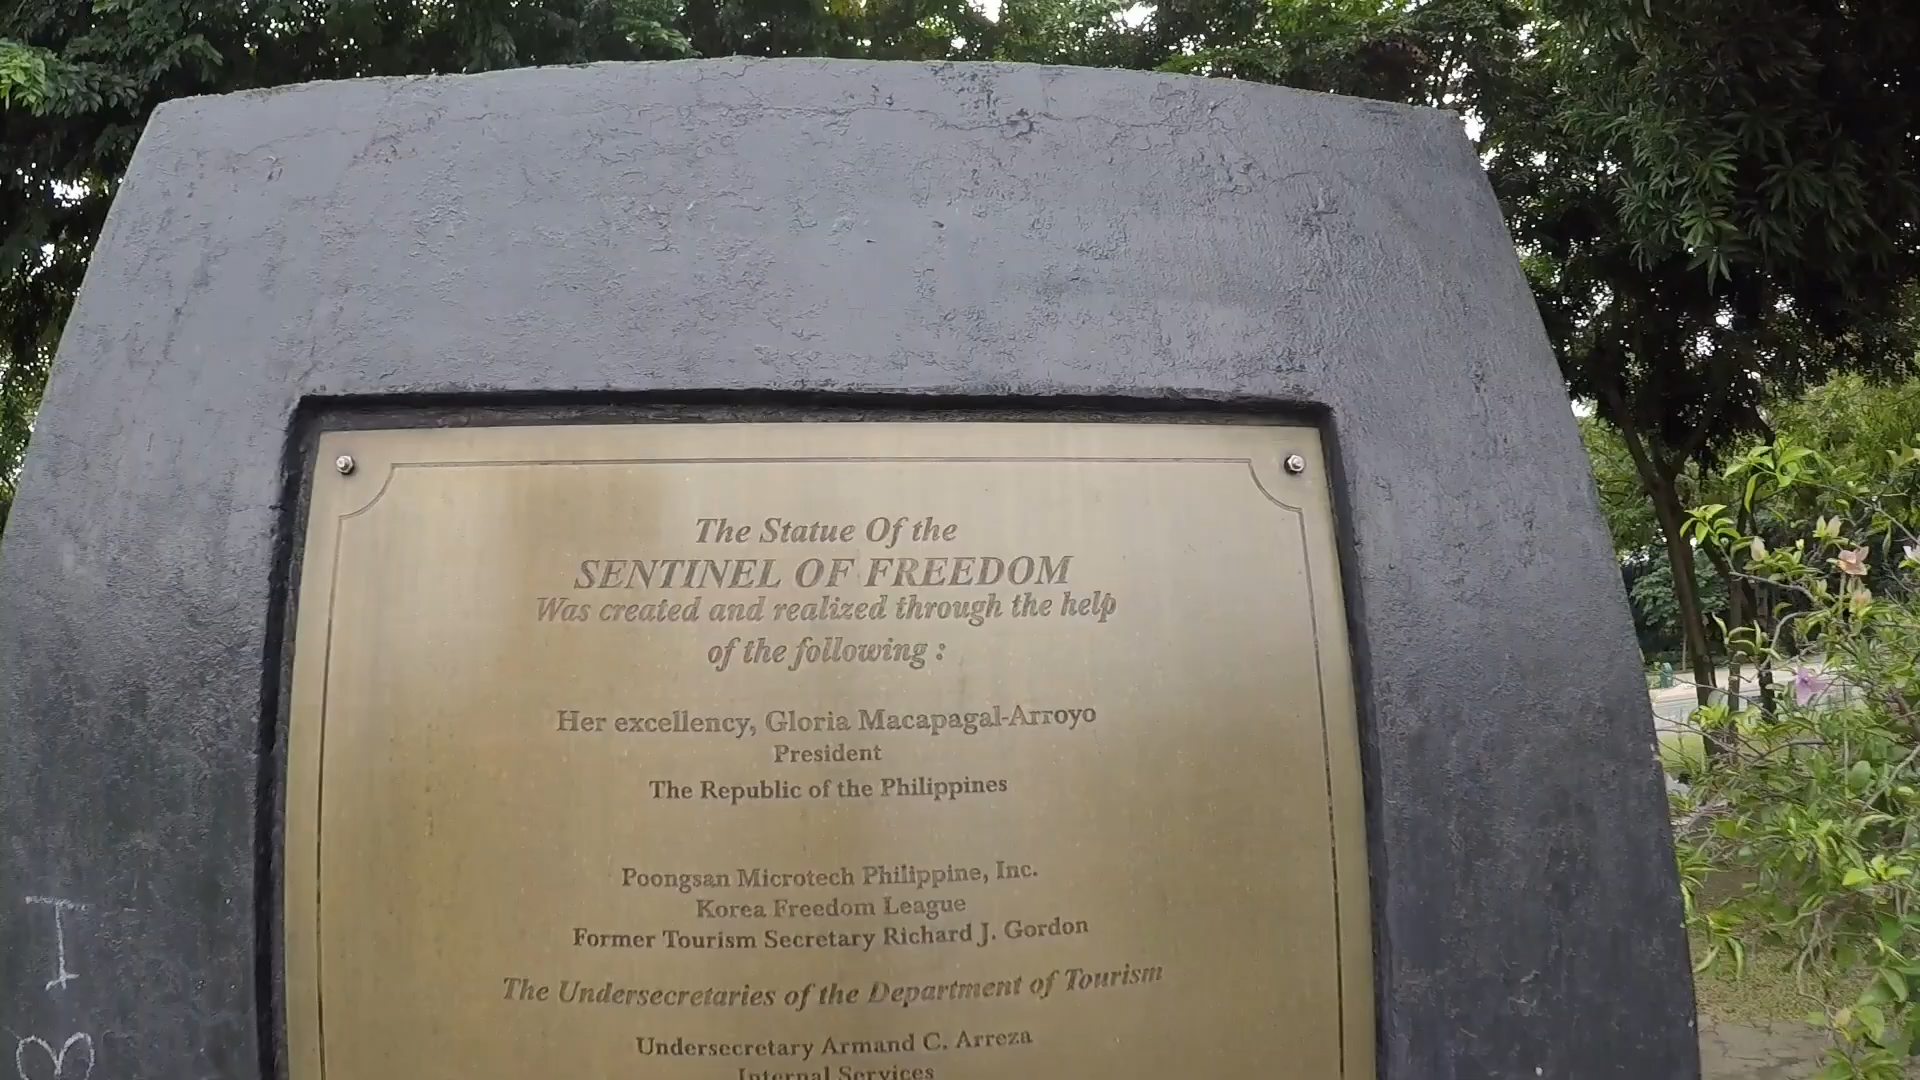 The Statue Of the
SENTINEL OF FREEDOM
Was created and realized through the help
of the following :
Her excellency, Gloria Macapagal-Arroyo
President
The Republic of the Philippines
Poongsan Microtech Philippine, Inc.
Korea Freedom League
Former Tourism Secretary Richard J. Gordon
The Undersecretaries of the Department of Tourism
Undersecretary Armand C. Arreza
Internal Services